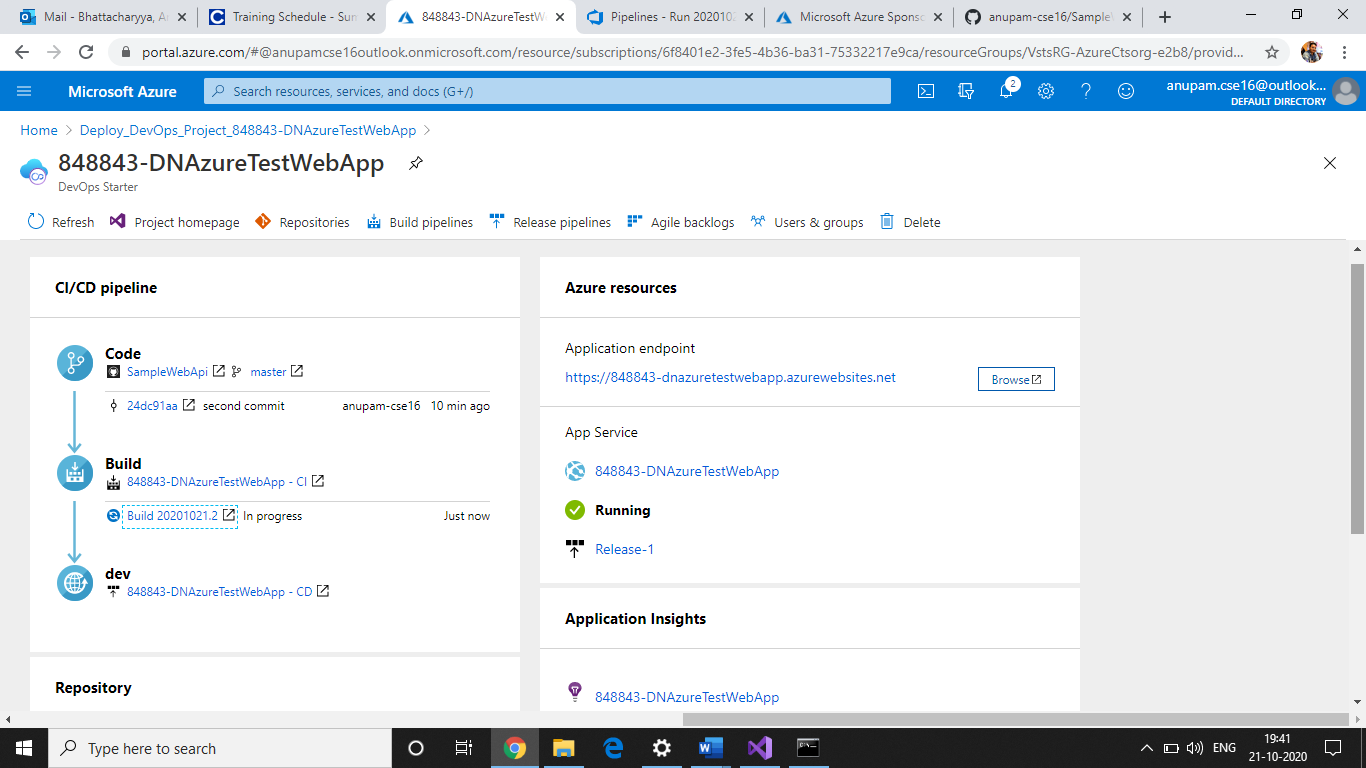 Mail - Bhattacharyya, A
Training Schedule - Sun
848843-DNAzureTestW
Pipelines - Run 202010
Microsoft Azure Spons
anupam-cse16/Sample
portal.azure.com/#@anupamcse16outlook.onmicrosoft.com/resource/subscriptions/6f8401e2-3fe5-4b36-ba31-75332217e9ca/resourceGroups/VstsRG-AzureCtsorg-e2b8/provid...
Microsoft Azure
Search resources, services, and docs (G+/)
2
anupam.cse16@outlook...
DEFAULT DIRECTORY
Home > Deploy_DevOps_Project_848843-DNAzureTestWebApp >
848843-DNAzureTestWebApp
DevOps Starter
Refresh Project homepage Repositories Build pipelines Release pipelines Agile backlogs Users & groups Delete
CI/CD pipeline
Code
SampleWebApi master
24dc91aa second commit anupam-cse16 10 min ago
Build
848843-DNAzureTestWebApp - CI
Build 20201021.2 In progress Just now
dev
848843-DNAzureTestWebApp - CD
Repository
Azure resources
Application endpoint
https://848843-dnazuretestwebapp.azurewebsites.net Browse
App Service
848843-DNAzureTestWebApp
Running
Release-1
Application Insights
848843-DNAzureTestWebApp
Type here to search
ENG
19:41
21-10-2020